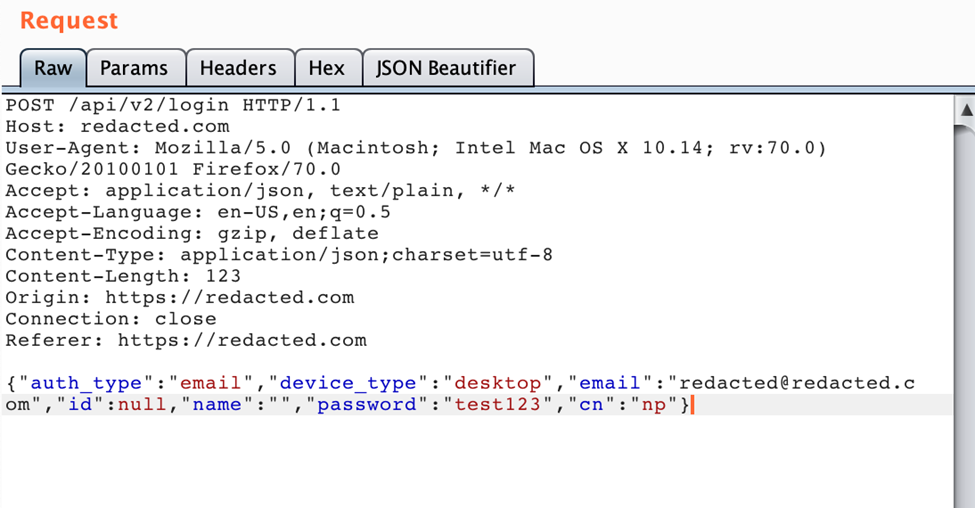 Request
Raw Params Headers Hex JSON Beautifier
POST /api/v2/login HTTP/1.1
Host: redacted.com
User-Agent: Mozilla/5.0 (Macintosh; Intel Mac OS X 10.14; rv:70.0)
Gecko/20100101 Firefox/70.0
Accept: application/json, text/plain, */*
Accept-Language: en-US,en;q=0.5
Accept-Encoding: gzip, deflate
Content-Type: application/json;charset=utf-8
Content-Length: 123
Origin: https://redacted.com
Connection: close
Referer: https://redacted.com
{"auth_type":"email","device_type":"desktop","email":"redacted@redacted.c
om","id":null,"name":"","password":"test123","cn":"np"}